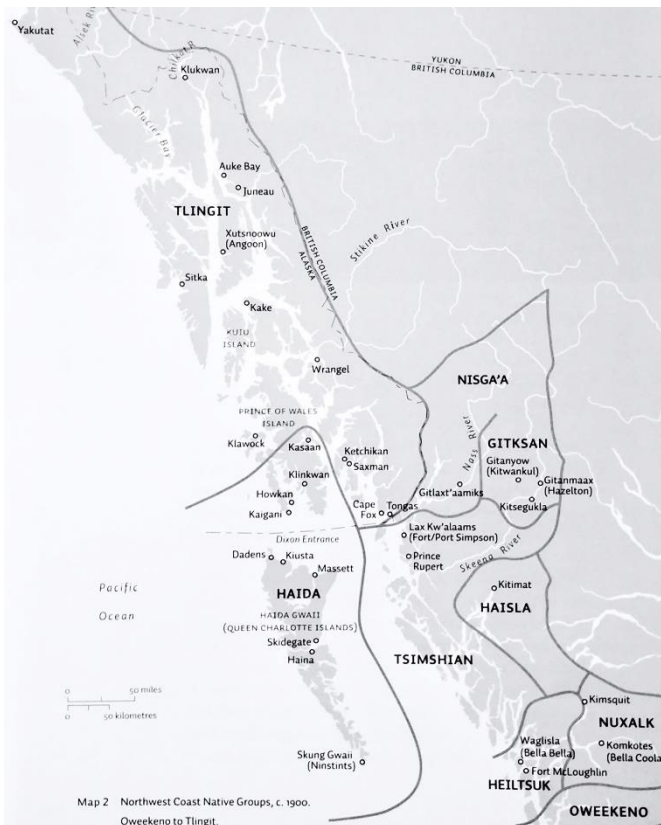 Yakutat
Alsek Riv
Chilkat R
Klukwan
YUKON
BRITISH COLUMBIA
Glacier Bay
Auke Bay
Juneau
TLINGIT
Xutsnoowu
(Angoon)
BRITISH COLUMBIA
ALASKA
Stikine River
Sitka
Kake
KUIU
ISLAND
Wrangel
NISGA'A
PRINCE OF WALES
ISLAND
Klawock
Kasaan
Ketchikan
Saxman
Nass River
GITKSAN
Gitanyow
(Kitwankul)
Gitanmaax
(Hazelton)
Klinkwan
Gitlaxt'aamiks
Kitsegukla
Howkan
Kaigani
Cape
Fox
Tongas
Lax Kw'alaams
(Fort/Port Simpson)
Dixon Entrance
Skeena River
Prince
Rupert
Dadens
Kiusta
Massett
Pacific
Ocean
HAIDA
Kitimat
HAISLA
HAIDA GWAII
(QUEEN CHARLOTTE ISLANDS)
Skidegate
Haina
TSIMSHIAN
0 50 miles
0 50 kilometres
Kimsquit
NUXALK
Waglisla
(Bella Bella)
Komkotes
(Bella Coola
Skung Gwaii
(Ninstints)
Fort McLoughlin
HEILTSUK
OWEEKENO
Map 2 Northwest Coast Native Groups, c. 1900.
Oweekeno to Tlingit.